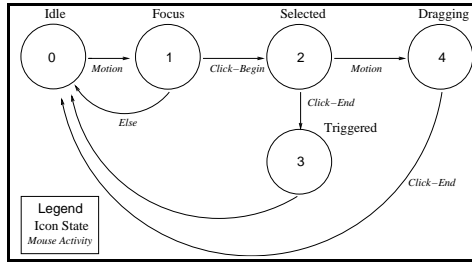 Idle
Focus
Selected
Dragging
0
1
2
4
Motion
Click-Begin
Motion
Else
Click-End
Triggered
3
Click-End
Legend
Icon State
Mouse Activity